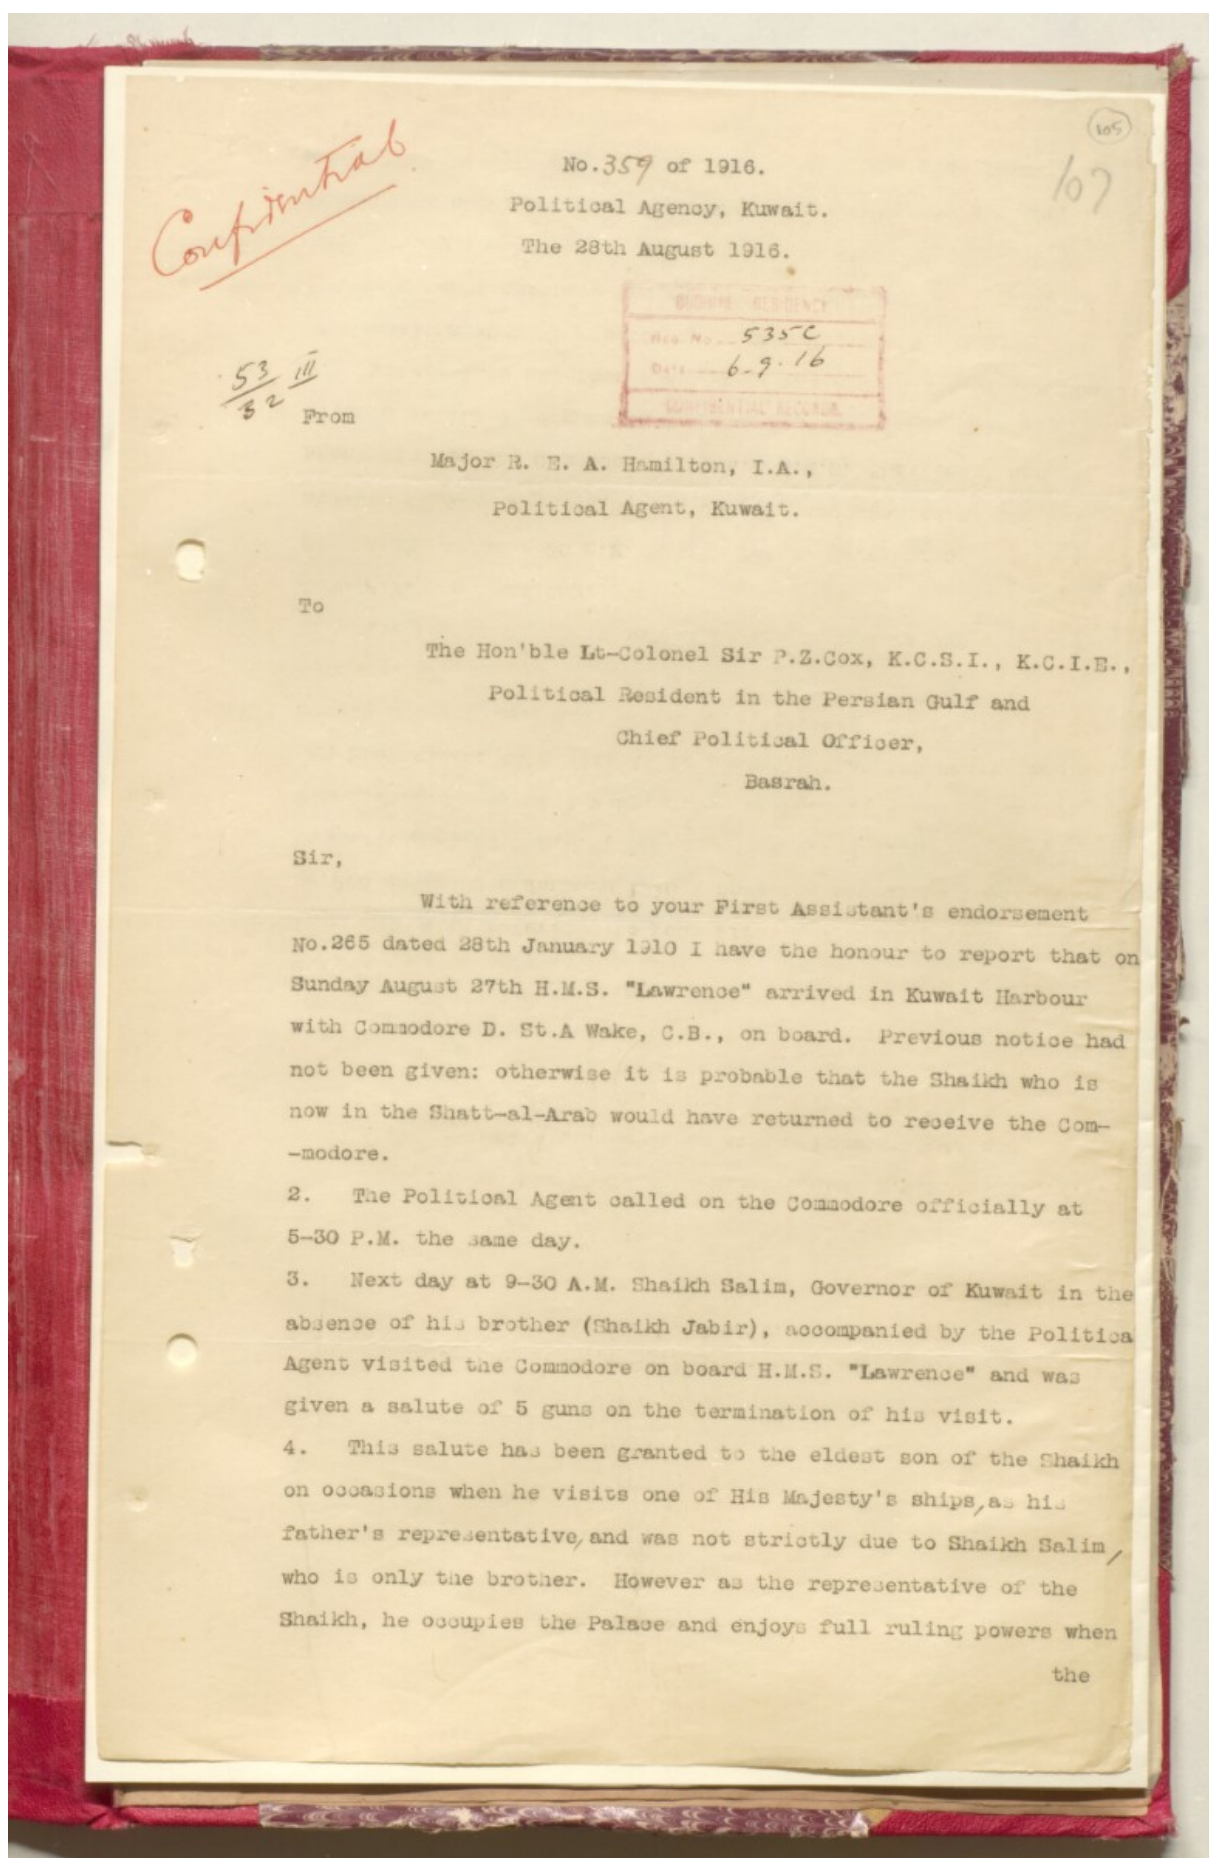 105
107
Confidential
No.359 of 1916.
Political Agency, Kuwait.
The 28th August 1916.
BUSHIRE RESIDENCY
Reg. No. 535C
Date 6-9-16
CONFIDENTIAL RECORDS.
53/32 III
From
Major R. E. A. Hamilton, I.A.,
Political Agent, Kuwait.
To
The Hon'ble Lt-Colonel Sir P.Z.Cox, K.C.S.I., K.C.I.E.,
Political Resident in the Persian Gulf and
Chief Political Officer,
Basrah.
Sir,
With reference to your First Assistant's endorsement
No.265 dated 28th January 1910 I have the honour to report that on
Sunday August 27th H.M.S. "Lawrence" arrived in Kuwait Harbour
with Commodore D. St.A Wake, C.B., on board. Previous notice had
not been given: otherwise it is probable that the Shaikh who is
now in the Shatt-al-Arab would have returned to receive the Com-
-modore.
2. The Political Agent called on the Commodore officially at
5-30 P.M. the same day.
3. Next day at 9-30 A.M. Shaikh Salim, Governor of Kuwait in the
absence of his brother (Shaikh Jabir), accompanied by the Politica
Agent visited the Commodore on board H.M.S. "Lawrence" and was
given a salute of 5 guns on the termination of his visit.
4. This salute has been granted to the eldest son of the Shaikh
on occasions when he visits one of His Majesty's ships, as his
father's representative, and was not strictly due to Shaikh Salim,
who is only the brother. However as the representative of the
Shaikh, he occupies the Palace and enjoys full ruling powers when
the